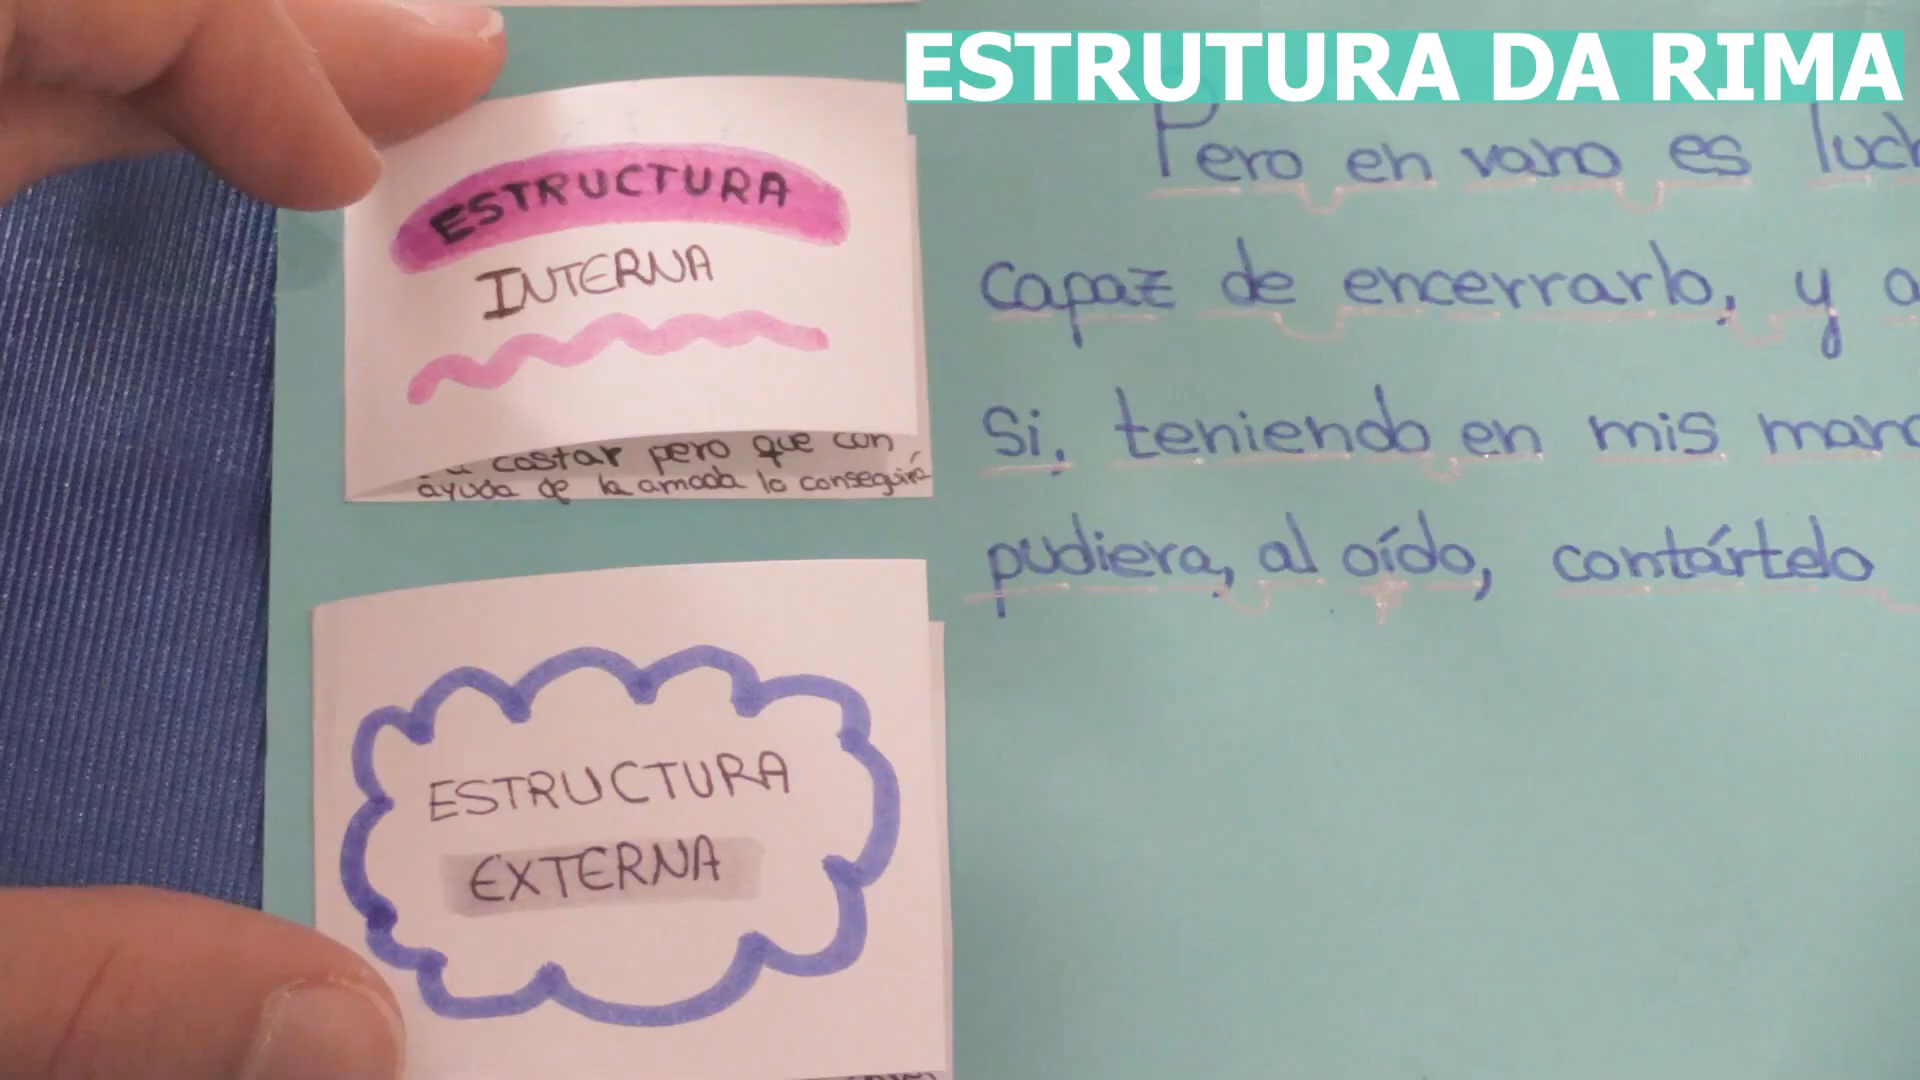 ESTRUTURA DA RIMA
ESTRUCTURA
INTERNA
costar pero que con
ayuda de la amada lo conseguirá
ESTRUCTURA
EXTERNA
Pero en vano es luch
capaz de encerrarlo, y a
Si, teniendo en mis mano
pudiera, al oído, contártelo